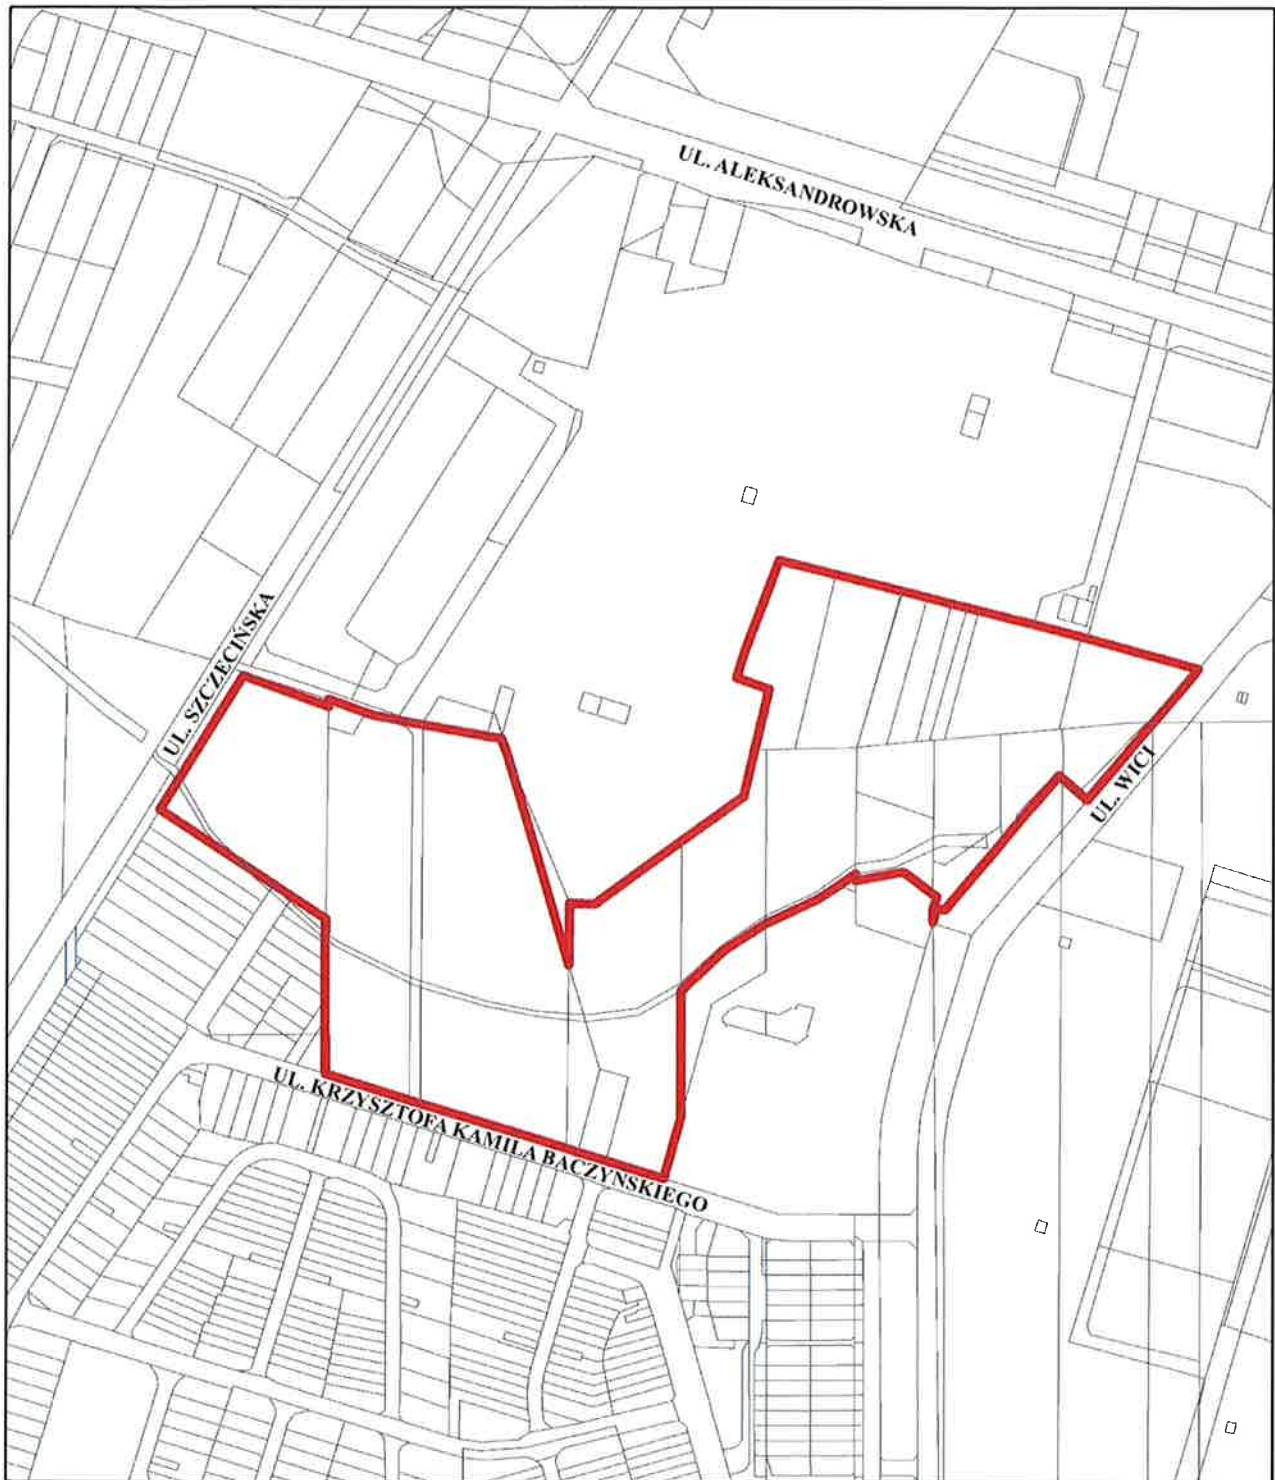 UL. ALEKSANDROWSKA
UL. SZCZECIŃSKA
UL. WICI
UL. KRZYSZTOFA KAMILA BACZYŃSKIEGO